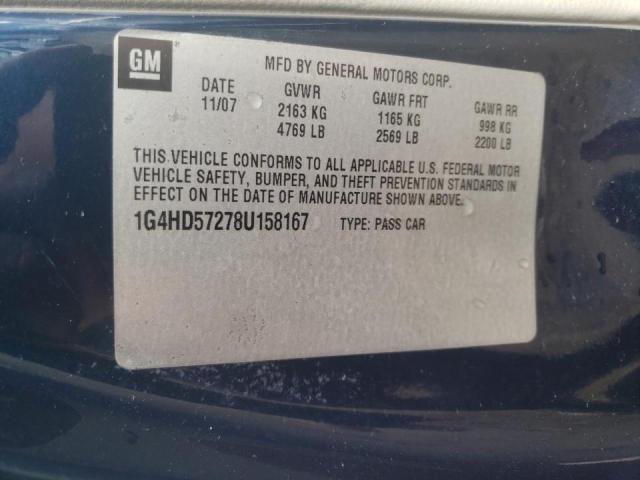 GM
MFD BY GENERAL MOTORS CORP.
DATE GVWR GAWR FRT GAWR RR
11/07 2163 KG 1165 KG 998 KG
4769 LB 2569 LB 2200 LB
THIS VEHICLE CONFORMS TO ALL APPLICABLE U.S. FEDERAL MOTOR
VEHICLE SAFETY, BUMPER, AND THEFT PREVENTION STANDARDS IN
EFFECT ON THE DATE OF MANUFACTURE SHOWN ABOVE.
1G4HD57278U158167 TYPE: PASS CAR